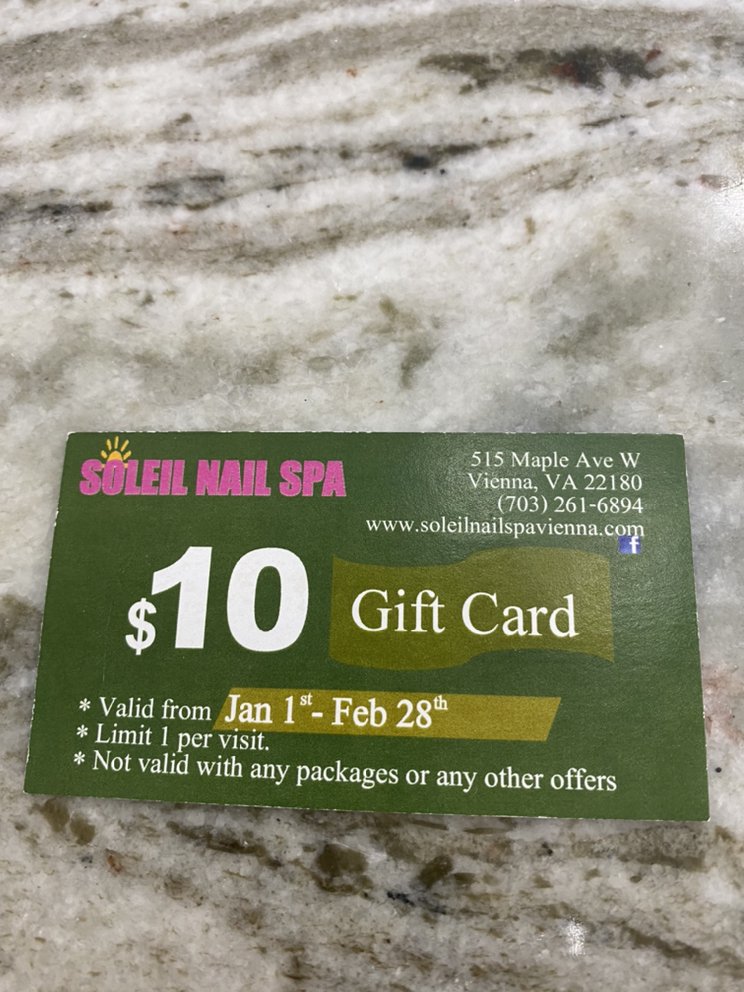 SOLEIL NAIL SPA
515 Maple Ave W
Vienna, VA 22180
(703) 261-6894
www.soleilnailspavienna.com
f
$10 Gift Card
* Valid from Jan 1st- Feb 28th
* Limit 1 per visit.
* Not valid with any packages or any other offers